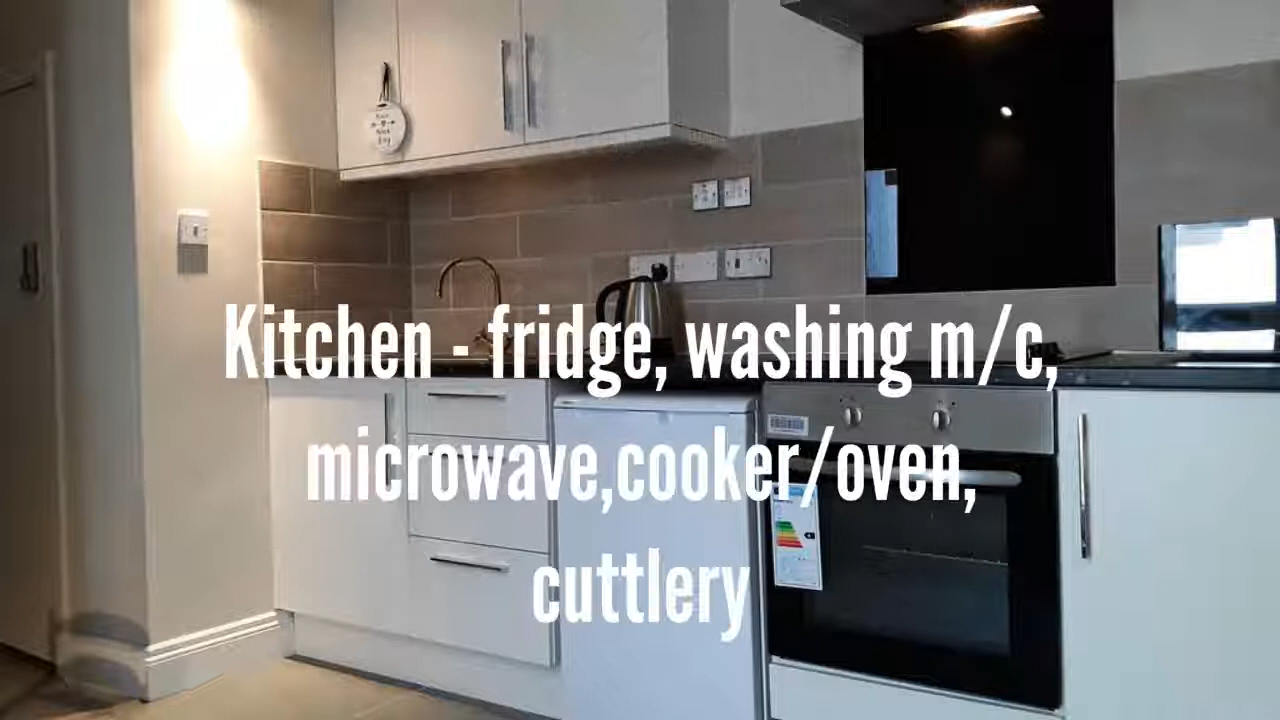 Kitchen - fridge, washing m/c,
microwave,cooker/oven,
cuttlery